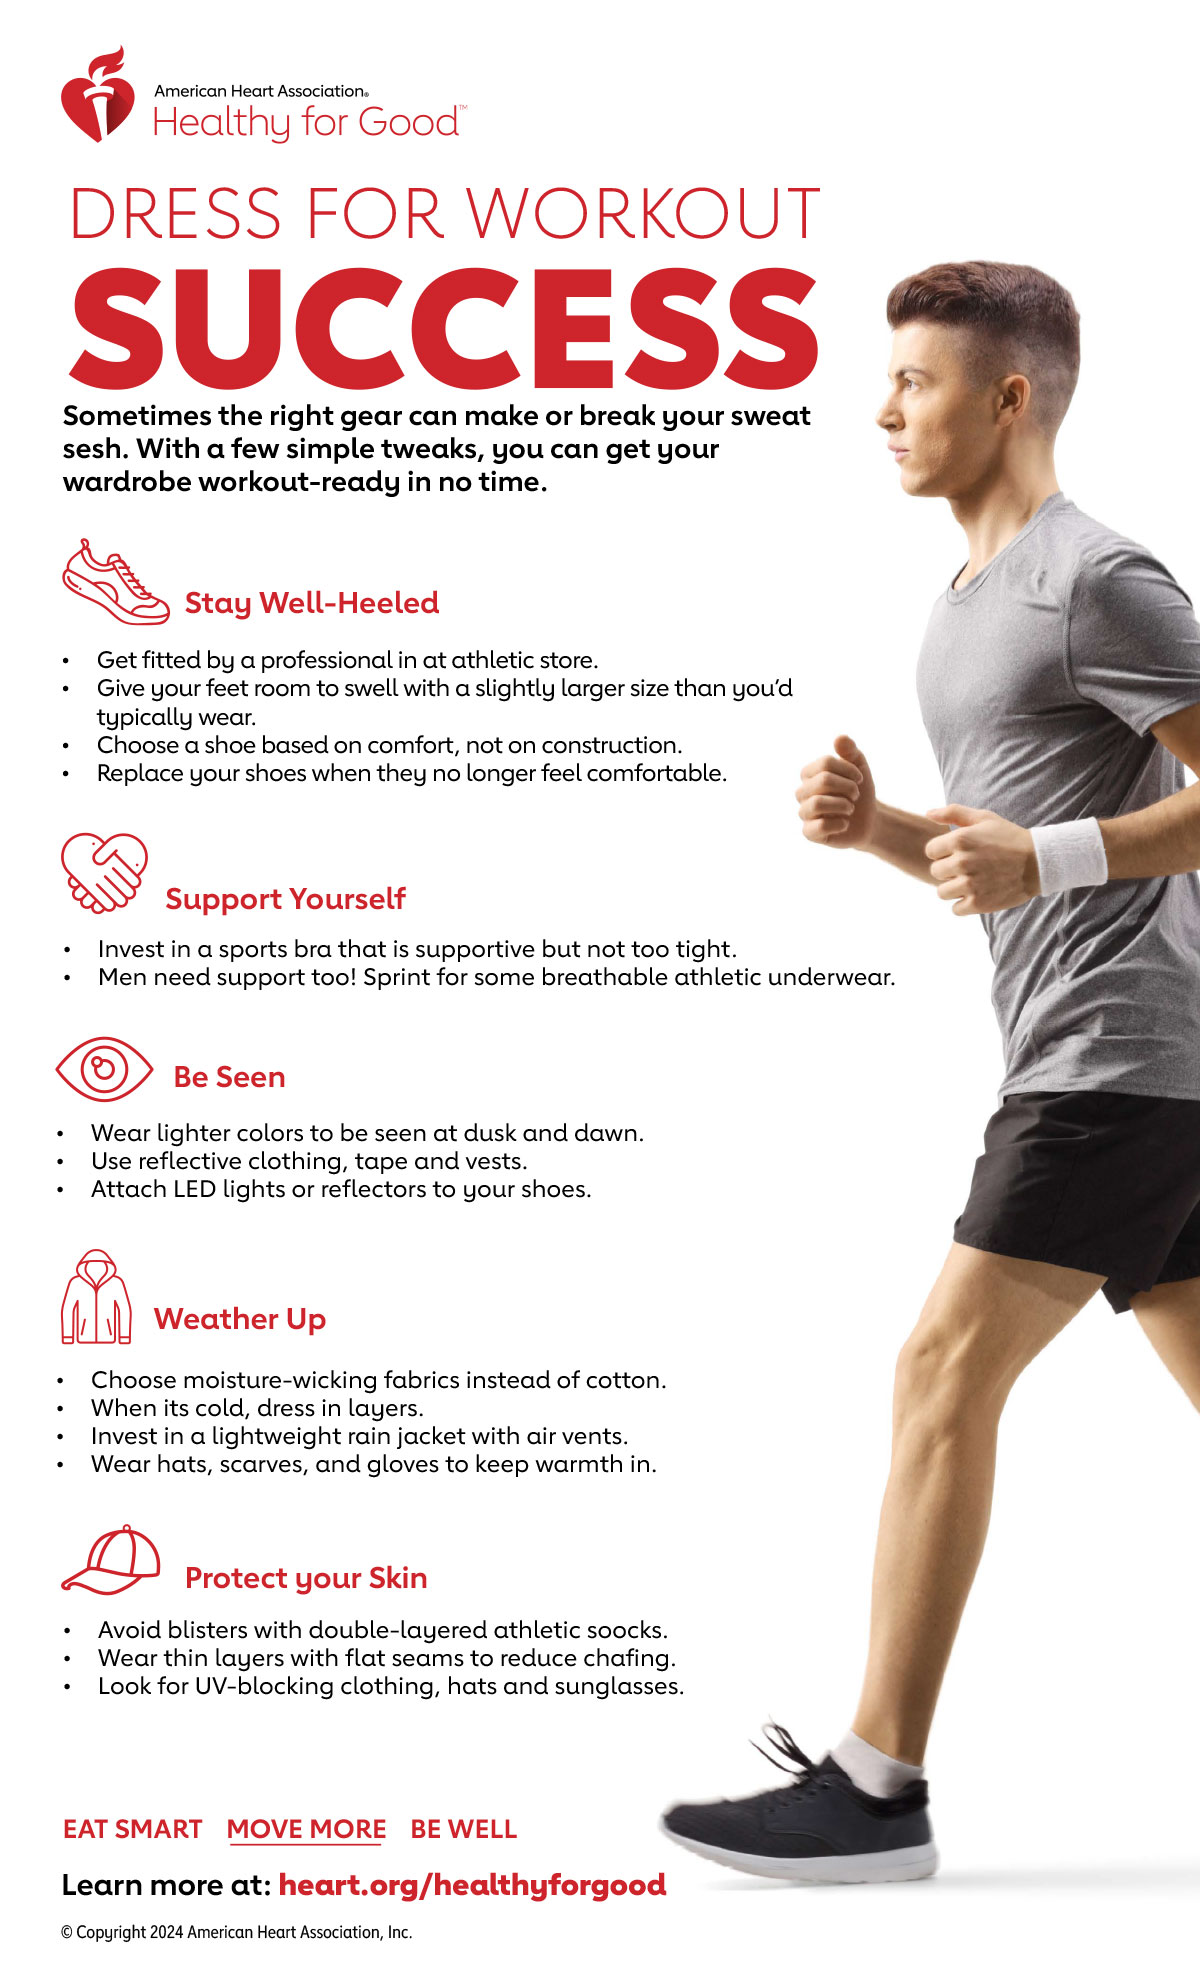 American Heart Association®
Healthy for Good™
DRESS FOR WORKOUT
SUCCESS
Sometimes the right gear can make or break your sweat
sesh. With a few simple tweaks, you can get your
wardrobe workout-ready in no time.
Stay Well-Heeled
• Get fitted by a professional in at athletic store.
• Give your feet room to swell with a slightly larger size than you‘d
typically wear.
• Choose a shoe based on comfort, not on construction.
• Replace your shoes when they no longer feel comfortable.
Support Yourself
• Invest in a sports bra that is supportive but not too tight.
• Men need support too! Sprint for some breathable athletic underwear.
Be Seen
• Wear lighter colors to be seen at dusk and dawn.
• Use reflective clothing, tape and vests.
• Attach LED lights or reflectors to your shoes.
Weather Up
• Choose moisture-wicking fabrics instead of cotton.
• When its cold, dress in layers.
• Invest in a lightweight rain jacket with air vents.
• Wear hats, scarves, and gloves to keep warmth in.
Protect your Skin
• Avoid blisters with double-layered athletic soocks.
• Wear thin layers with flat seams to reduce chafing.
• Look for UV-blocking clothing, hats and sunglasses.
EAT SMART MOVE MORE BE WELL
Learn more at: heart.org/healthyforgood
© Copyright 2024 American Heart Association, Inc.